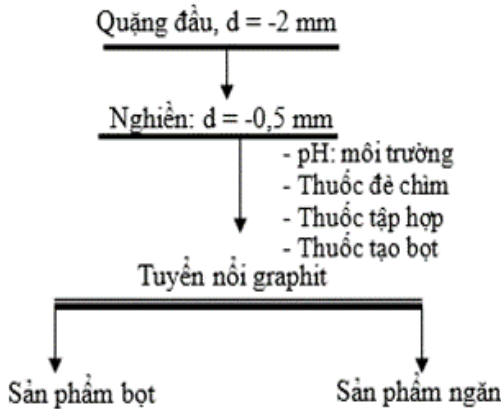 Quặng đầu, d = -2 mm
Nghiền: d = -0,5 mm
- pH: môi trường
- Thuốc đè chìm
- Thuốc tập hợp
- Thuốc tạo bọt
Tuyển nổi graphit
Sản phẩm bọt
Sản phẩm ngăn